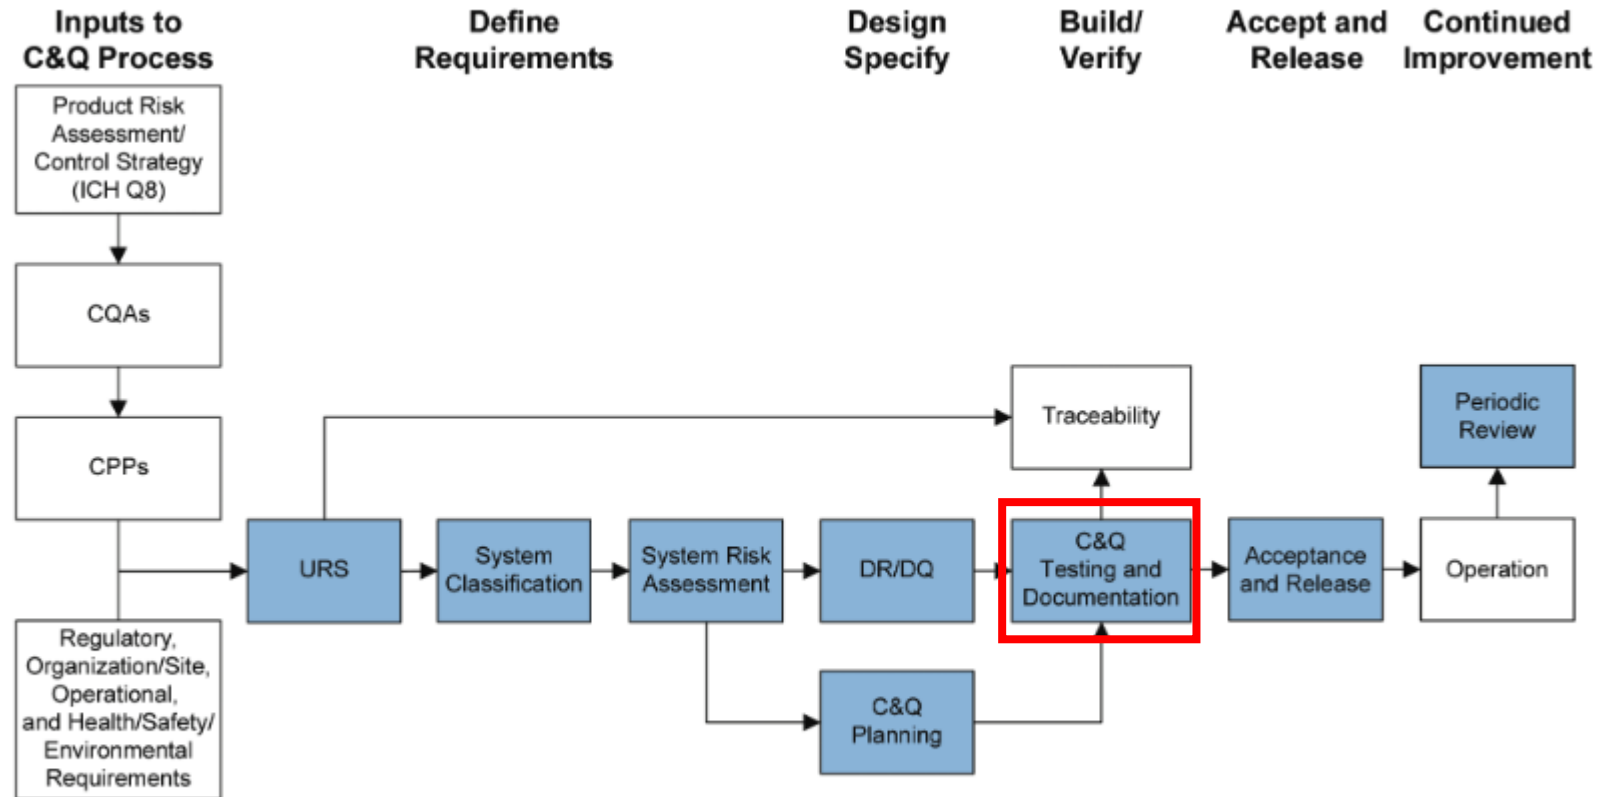 Inputs to
C&Q Process
Define
Requirements
Design
Specify
Build/
Verify
Accept and
Release
Continued
Improvement
Product Risk
Assessment/
Control Strategy
(ICH Q8)
CQAs
CPPs
Regulatory,
Organization/Site,
Operational,
and Health/Safety/
Environmental
Requirements
URS
System
Classification
System Risk
Assessment
DR/DQ
C&Q
Planning
Traceability
C&Q
Testing and
Documentation
Acceptance
and Release
Periodic
Review
Operation